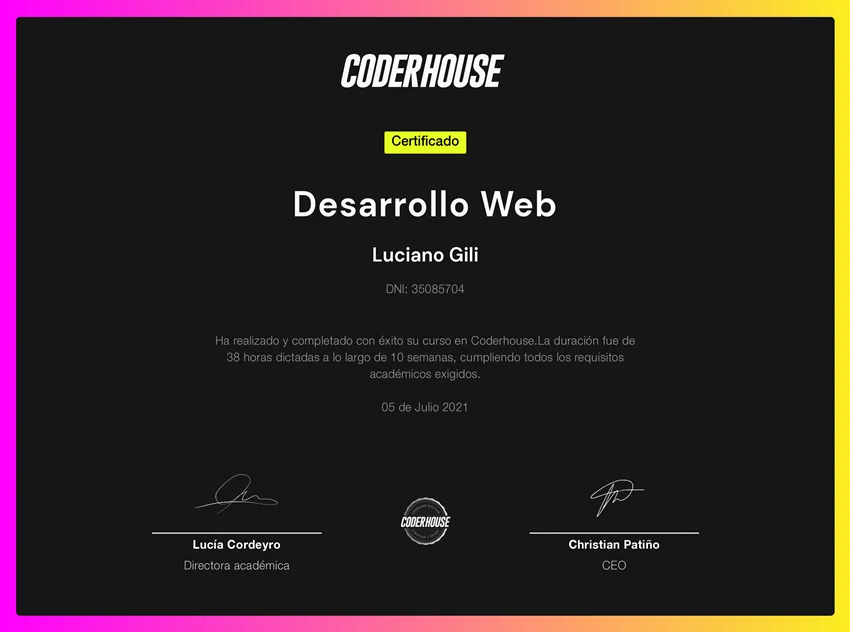 CODERHOUSE
Certificado
Desarrollo Web
Luciano Gili
DNI: 35085704
Ha realizado y completado con éxito su curso en Coderhouse.La duración fue de
38 horas dictadas a lo largo de 10 semanas, cumpliendo todos los requisitos
académicos exigidos.
05 de Julio 2021
CODERHOUSE
Lucía Cordeyro
Christian Patiño
Directora académica
CEO